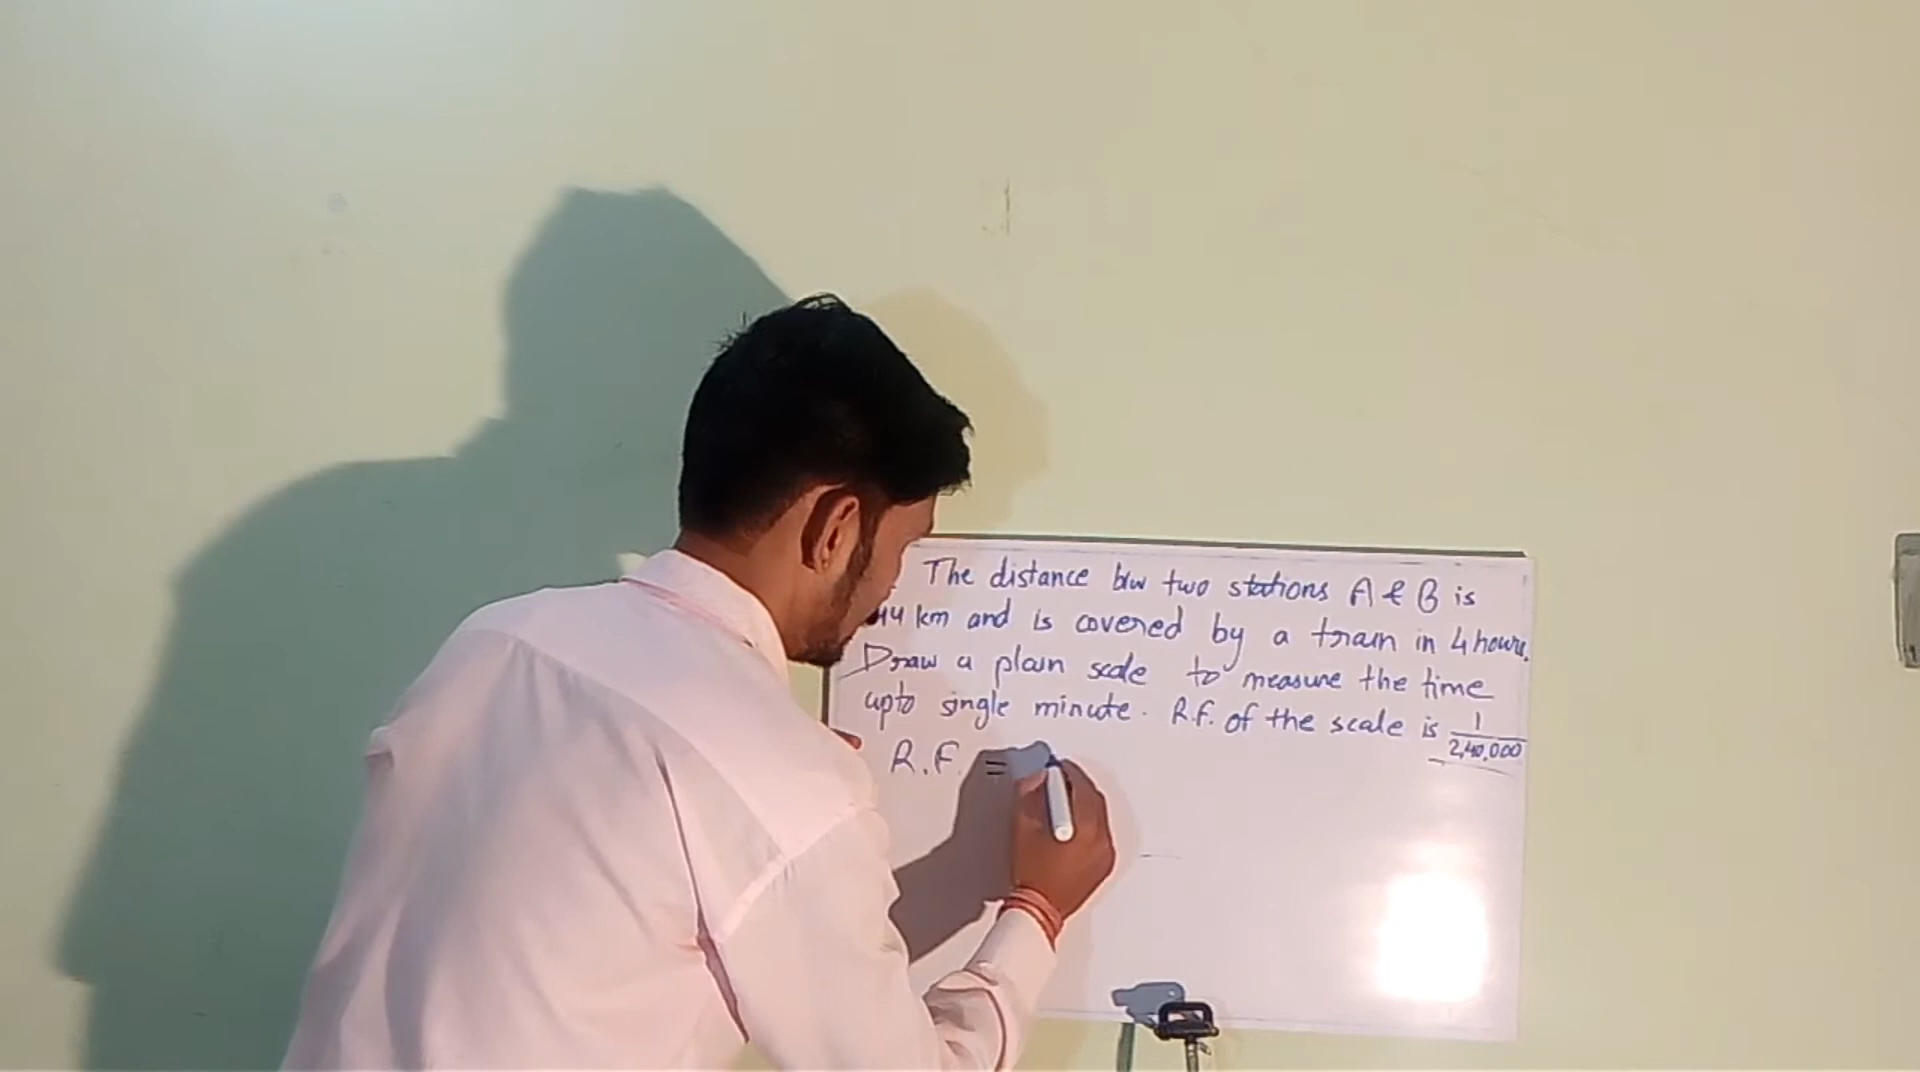 The distance b/w two stations A & B is
km and is covered by a train in 4 hours.
Draw a plain scale to measure the time
upto single minute. R.F. of the scale is 1/2,40,000
R.F. =